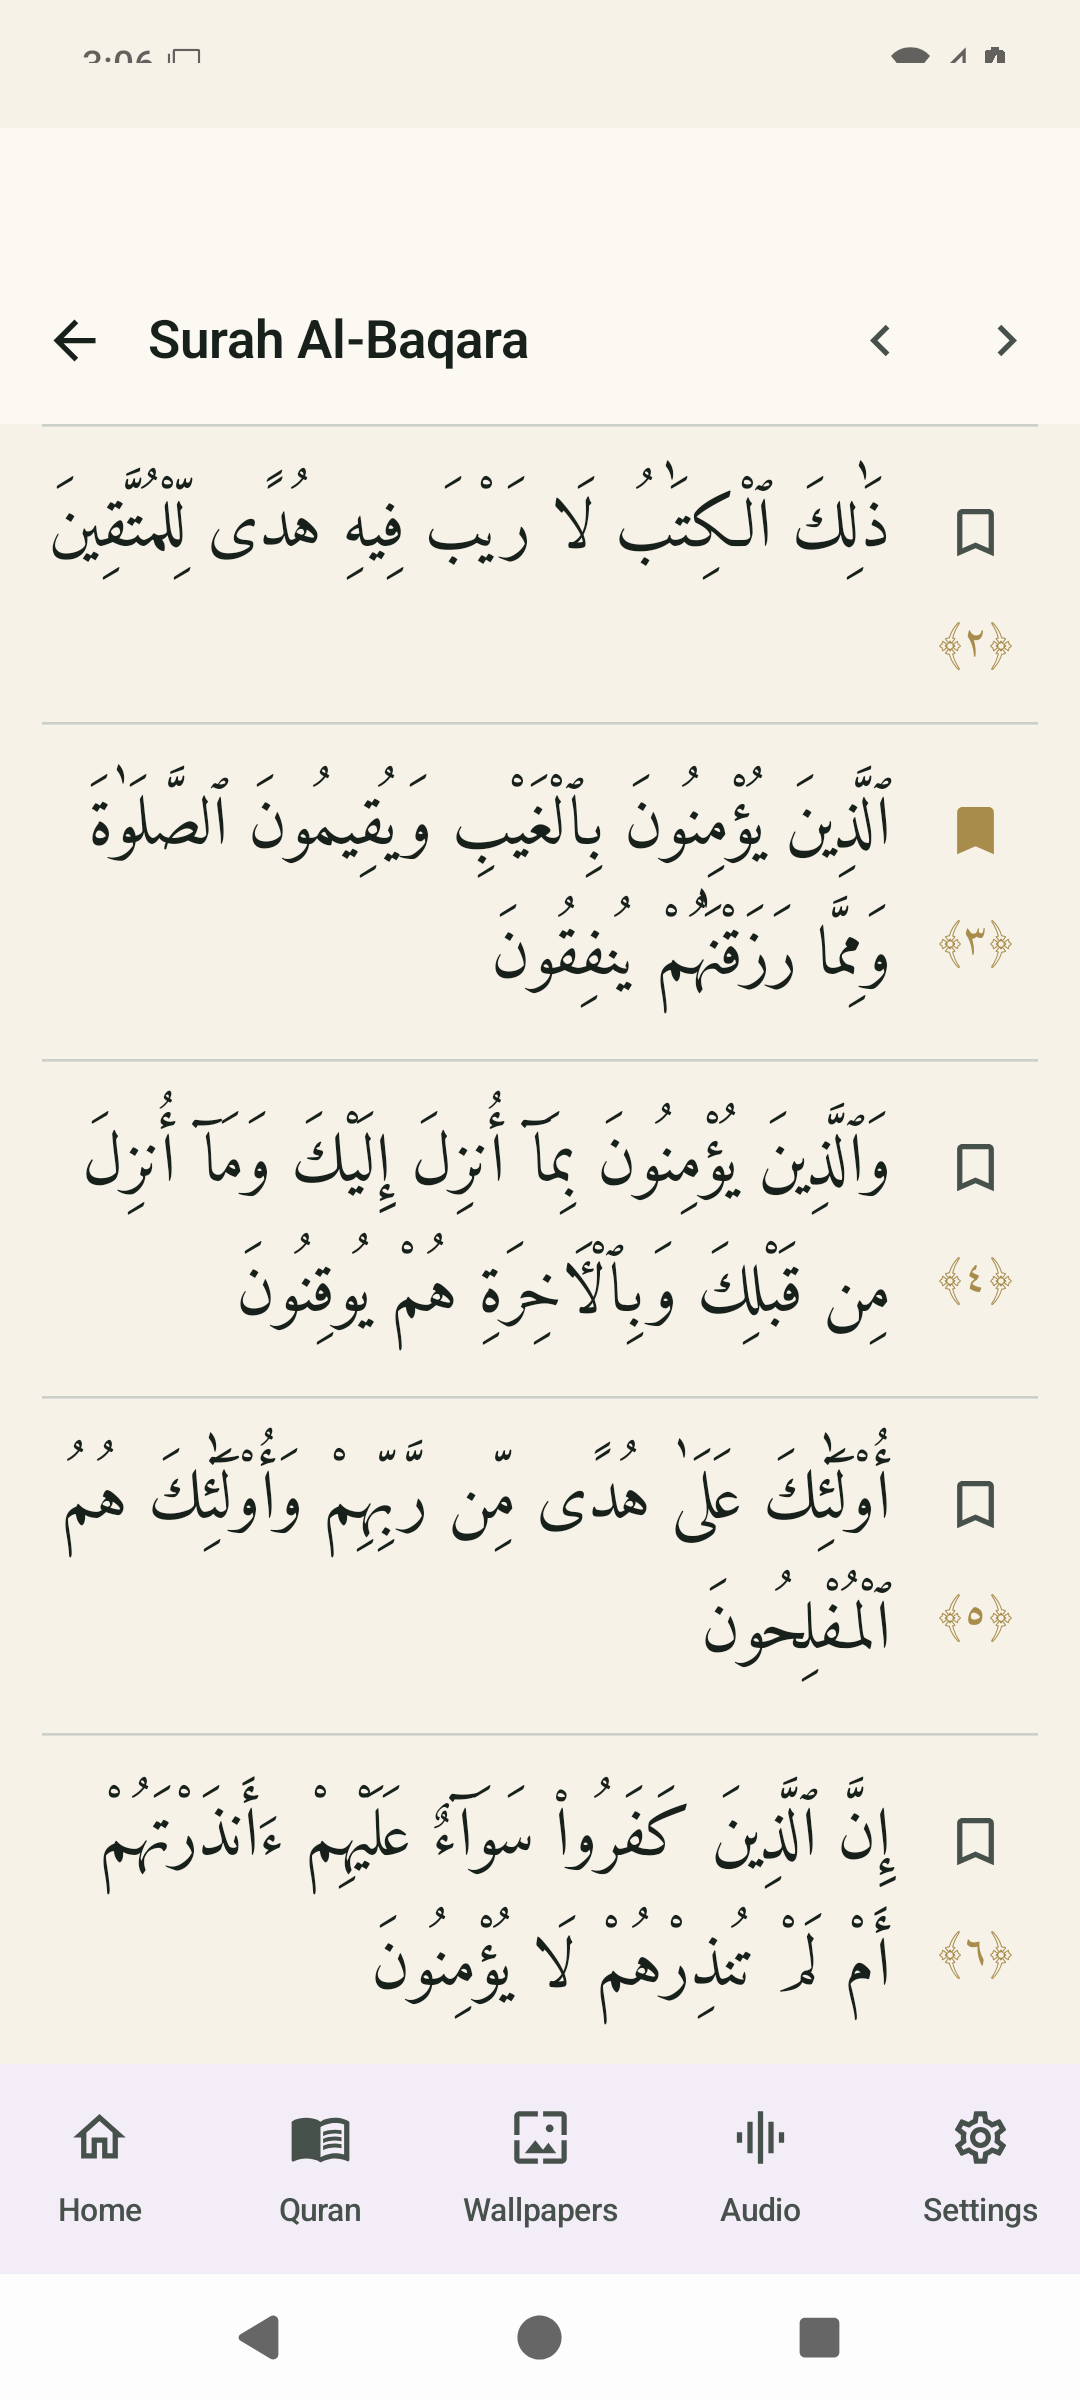 3:06
Surah Al-Baqara
ذَٰلِكَ ٱلْكِتَٰبُ لَا رَيْبَ فِيهِ هُدًى لِّلْمُتَّقِينَ
﴿٢﴾
ٱلَّذِينَ يُؤْمِنُونَ بِٱلْغَيْبِ وَيُقِيمُونَ ٱلصَّلَوٰةَ
وَمِمَّا رَزَقْنَٰهُمْ يُنفِقُونَ
﴿٣﴾
وَٱلَّذِينَ يُؤْمِنُونَ بِمَآ أُنزِلَ إِلَيْكَ وَمَآ أُنزِلَ
مِن قَبْلِكَ وَبِٱلْأَخِرَةِ هُمْ يُوقِنُونَ
﴿٤﴾
أُوْلَٰٓئِكَ عَلَىٰ هُدًى مِّن رَّبِّهِمْ وَأُوْلَٰٓئِكَ هُمُ
ٱلْمُفْلِحُونَ
﴿٥﴾
إِنَّ ٱلَّذِينَ كَفَرُوا۟ سَوَآءٌ عَلَيْهِمْ ءَأَنذَرْتَهُمْ
أَمْ لَمْ تُنذِرْهُمْ لَا يُؤْمِنُونَ
﴿٦﴾
Home
Quran
Wallpapers
Audio
Settings